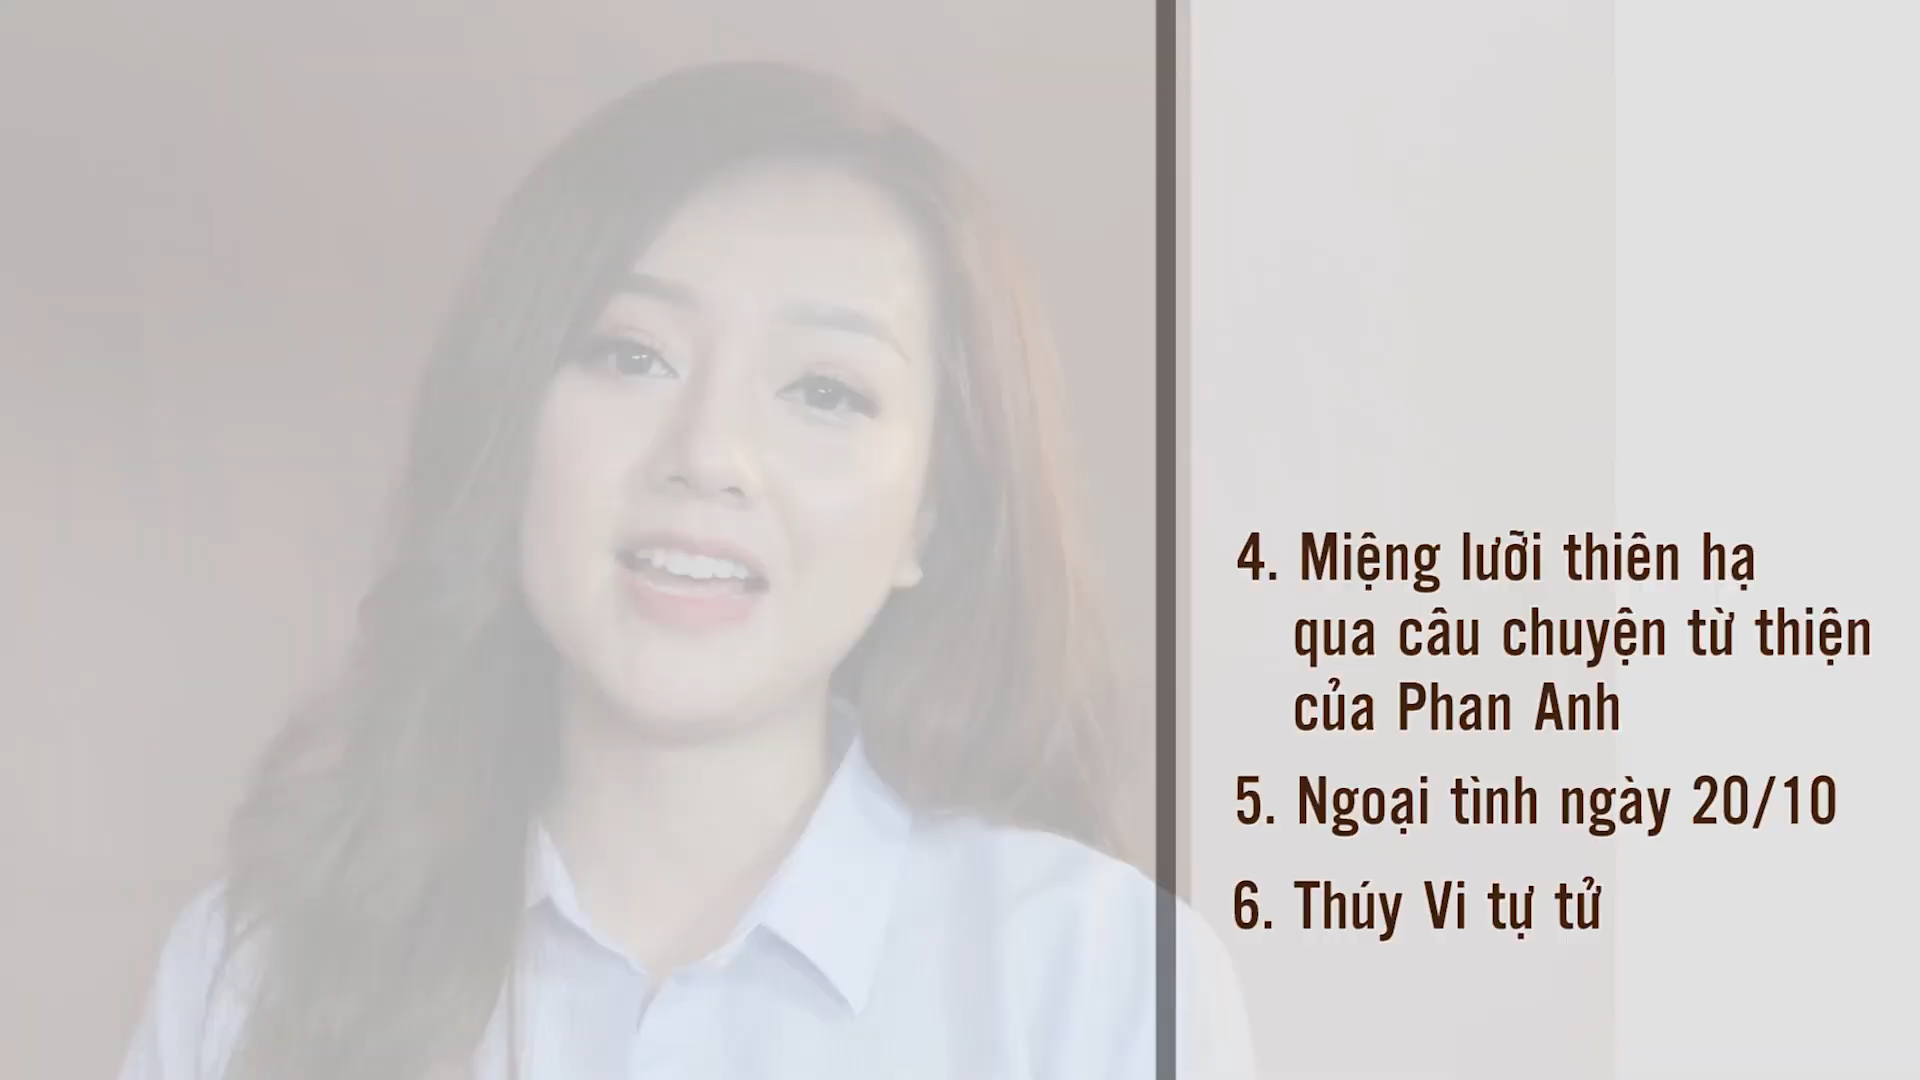 4. Miệng lưỡi thiên hạ
qua câu chuyện từ thiện
của Phan Anh
5. Ngoại tình ngày 20/10
6. Thúy Vi tự tử